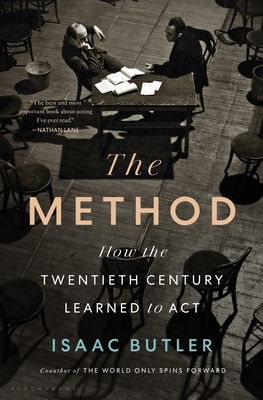 "The best and most
important book about acting
I've ever read."
—NATHAN LANE
The
METHOD
How the
TWENTIETH CENTURY
LEARNED to ACT
ISAAC BUTLER
Coauthor of THE WORLD ONLY SPINS FORWARD
BLOOMSBURY